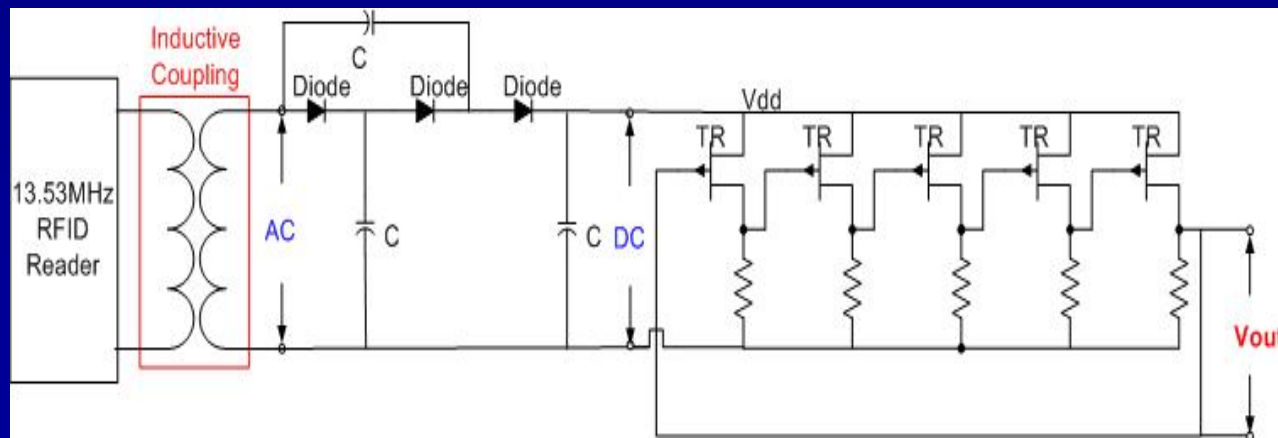 Inductive
Coupling
C
Diode
Diode
Diode
Vdd
TR
TR
TR
TR
TR
13.53MHz
RFID
Reader
AC
C
C
DC
Vout